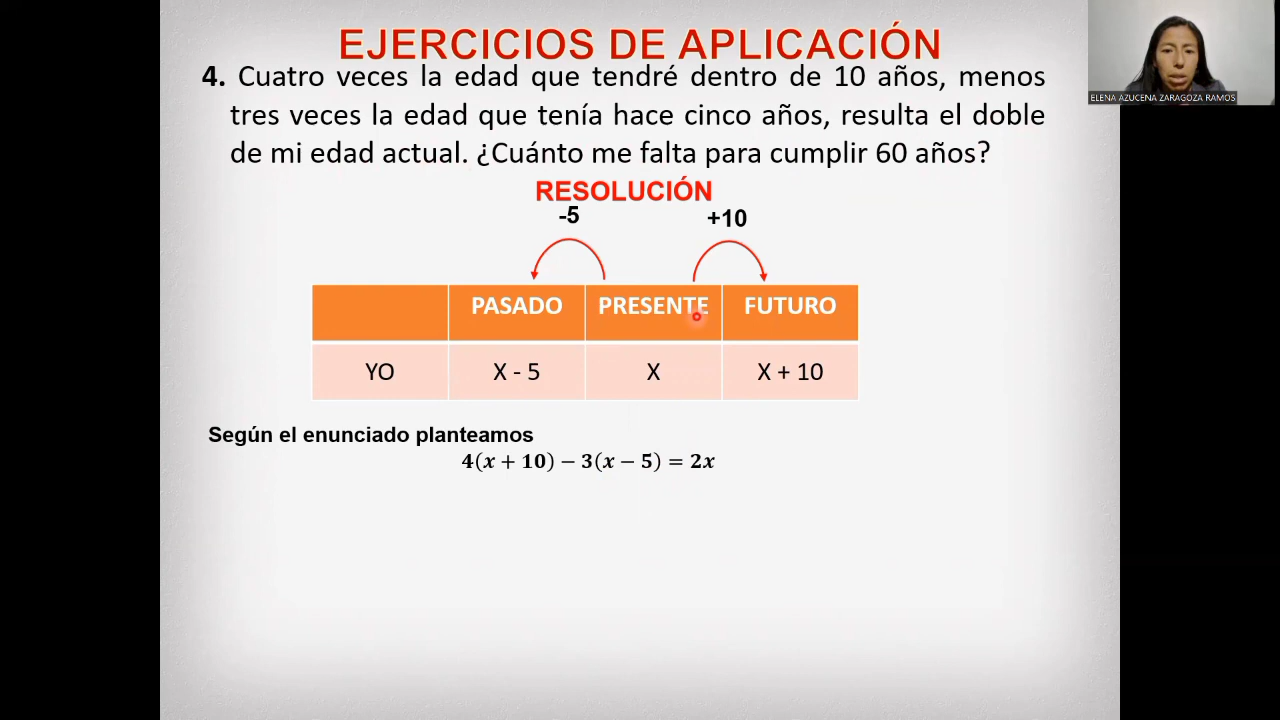 EJERCICIOS DE APLICACIÓN
4. Cuatro veces la edad que tendré dentro de 10 años, menos
tres veces la edad que tenía hace cinco años, resulta el doble
de mi edad actual. ¿Cuánto me falta para cumplir 60 años?
ELENA AZUCENA ZARAGOZA RAMOS
RESOLUCIÓN
-5 +10
PASADO PRESENTE FUTURO
YO X - 5 X X + 10
Según el enunciado planteamos
4(x + 10) − 3(x − 5) = 2x